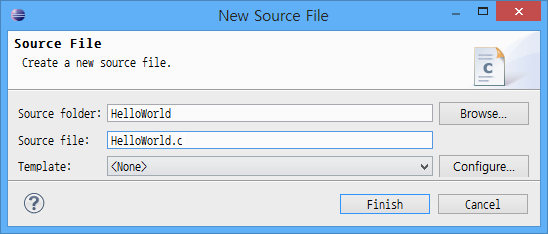 New Source File
Source File
Create a new source file.
C
Source folder: HelloWorld Browse...
Source file: HelloWorld.c
Template: <None> Configure...
? Finish Cancel